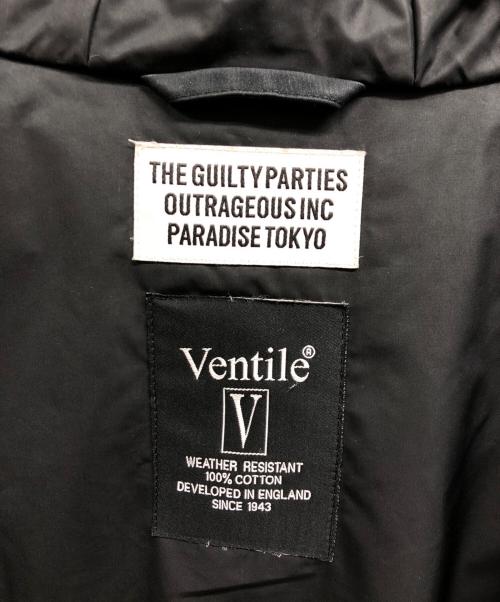 THE GUILTY PARTIES
OUTRAGEOUS INC
PARADISE TOKYO
Ventile®
V
WEATHER RESISTANT
100% COTTON
DEVELOPED IN ENGLAND
SINCE 1943